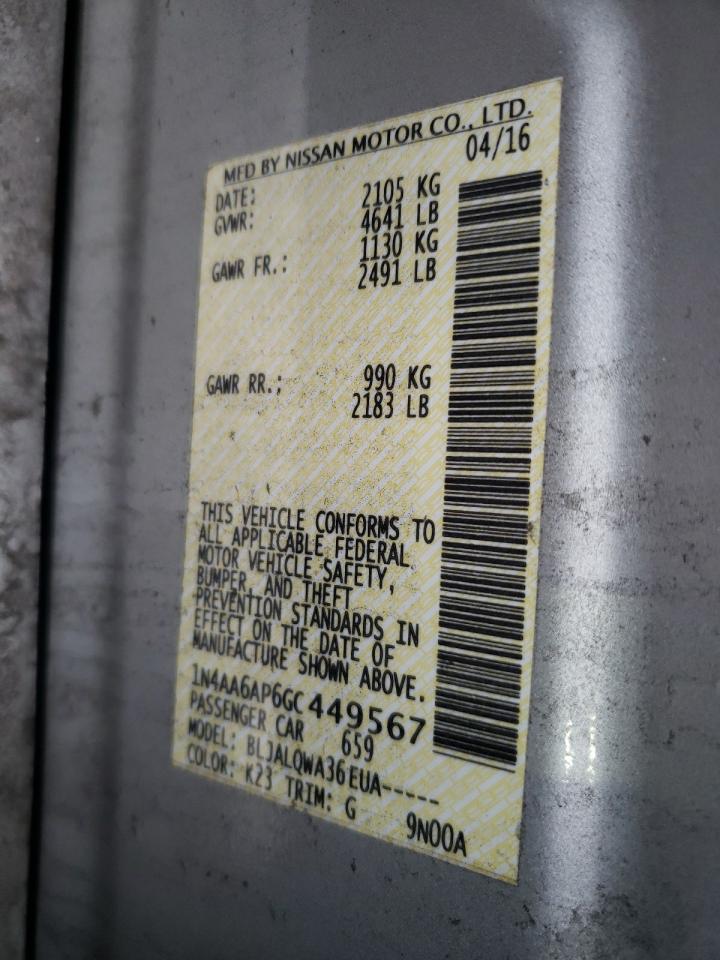 MFD BY NISSAN MOTOR CO., LTD.
DATE: 04/16
GVWR: 2105 KG
4641 LB
GAWR FR.: 1130 KG
2491 LB
GAWR RR.: 990 KG
2183 LB
THIS VEHICLE CONFORMS TO
ALL APPLICABLE FEDERAL
MOTOR VEHICLE SAFETY,
BUMPER, AND THEFT
PREVENTION STANDARDS IN
EFFECT ON THE DATE OF
MANUFACTURE SHOWN ABOVE.
1N4AA6AP6GC449567
PASSENGER CAR 659
MODEL: BLJALQWA36EUA-----
COLOR: K23 TRIM: G 9N00A